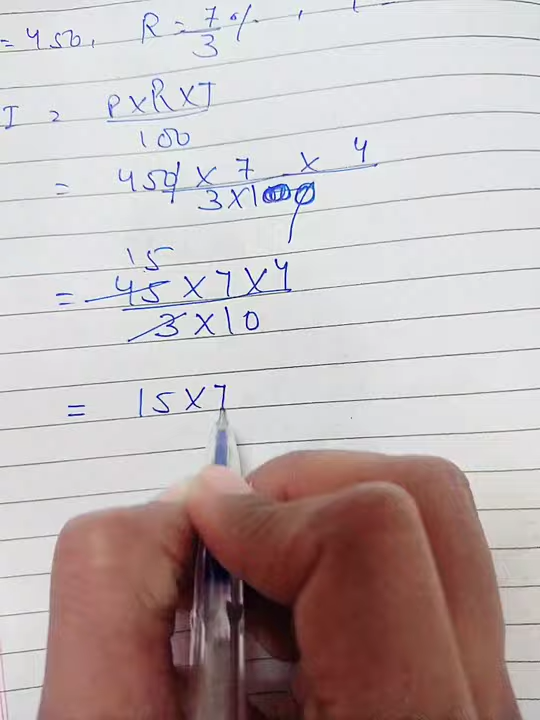 = 450, R = 7/3 %,
I = P×R×T/100
= 450 × 7 × 4/3×100
15
= 45 × 7 × 4/3 × 10
= 15 × 7